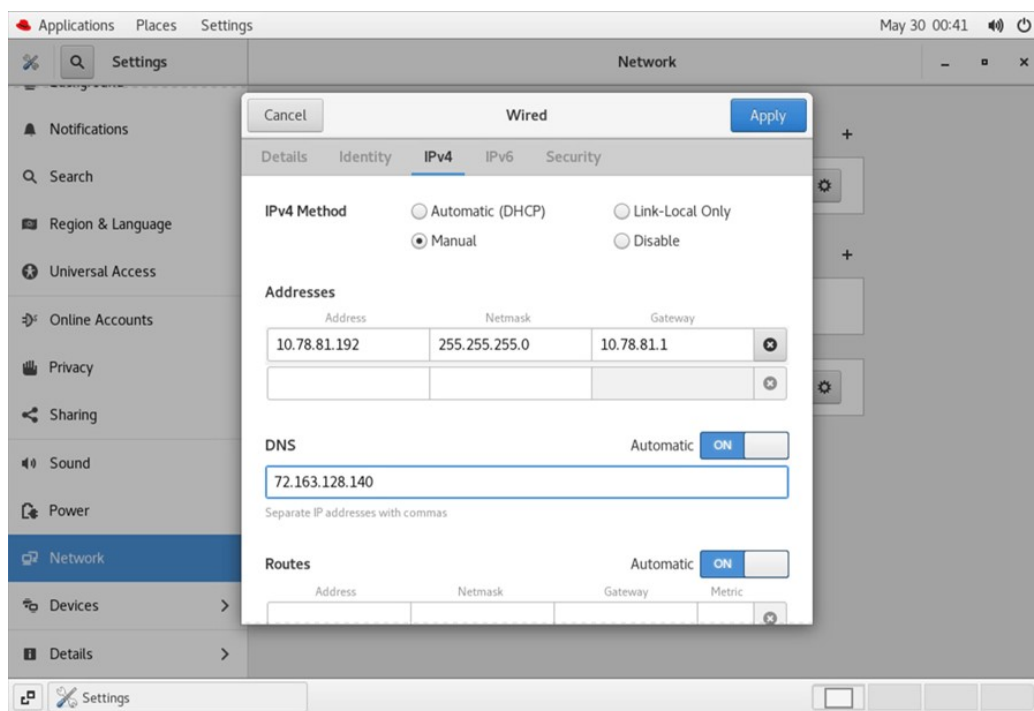 Applications Places Settings May 30 00:41
Settings Network
Background
Notifications
Search
Region & Language
Universal Access
Online Accounts
Privacy
Sharing
Sound
Power
Network
Devices
Details
Cancel Wired Apply
Details Identity IPv4 IPv6 Security
IPv4 Method Automatic (DHCP) Link-Local Only
Manual Disable
Addresses
Address Netmask Gateway
10.78.81.192 255.255.255.0 10.78.81.1
DNS Automatic ON
72.163.128.140
Separate IP addresses with commas
Routes Automatic ON
Address Netmask Gateway Metric
Settings